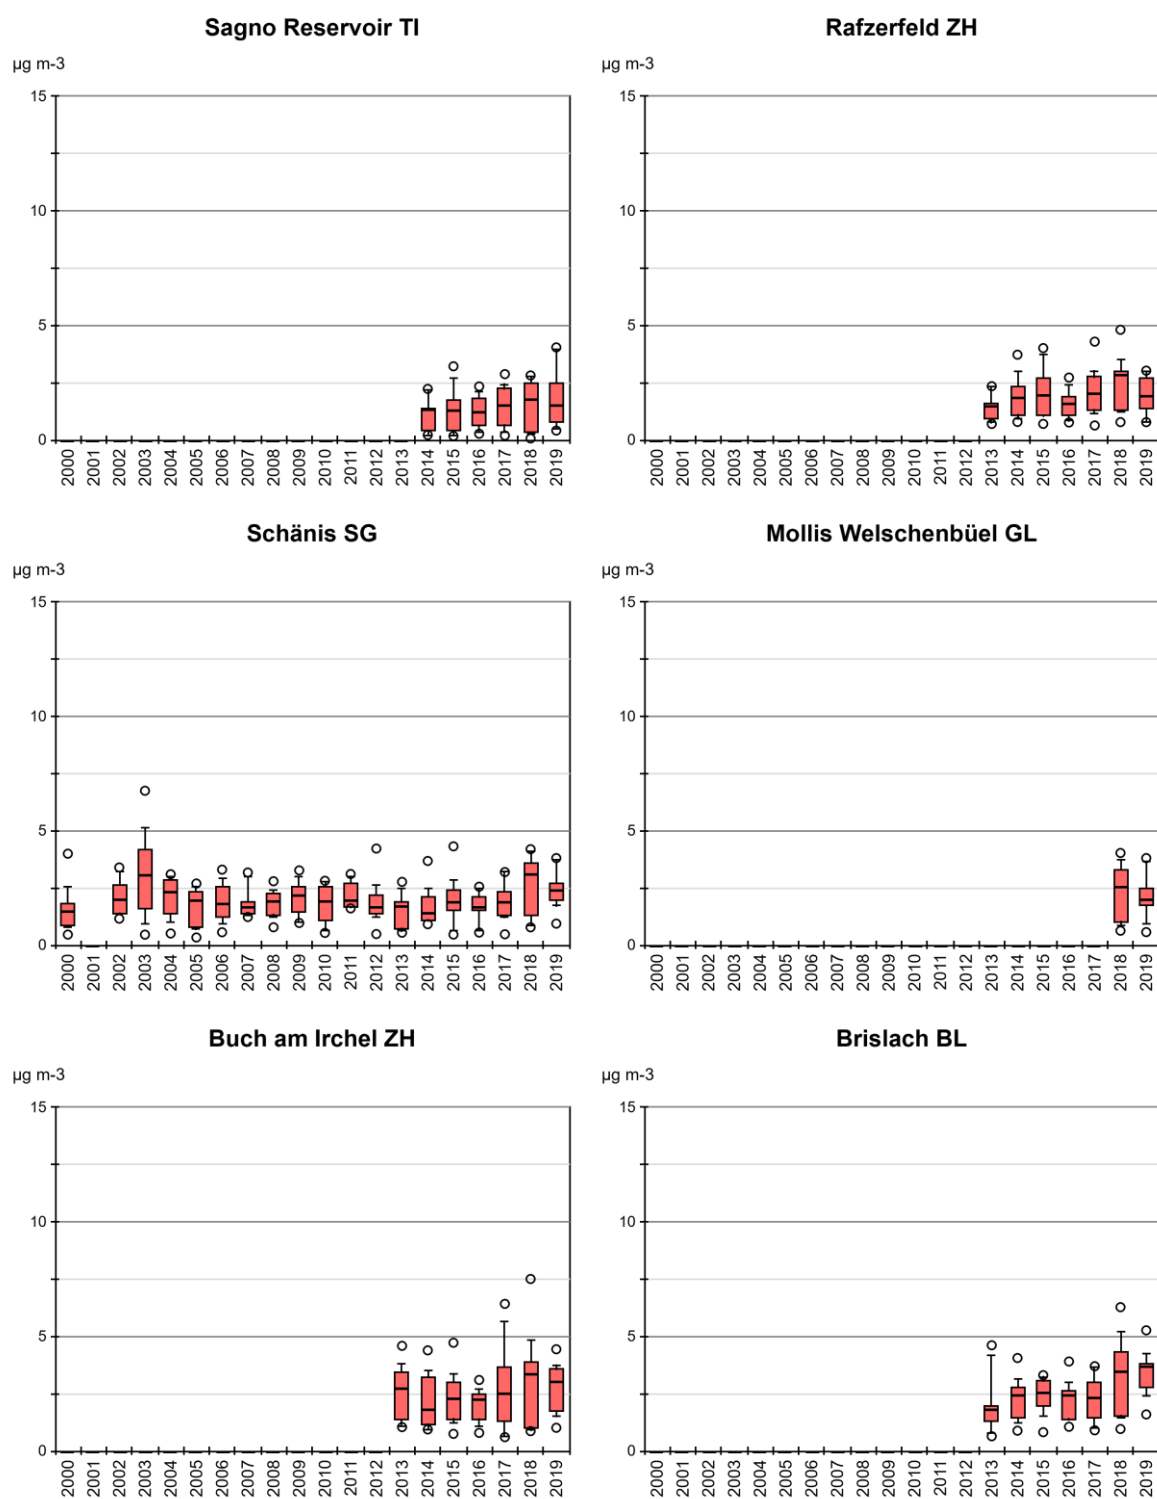 Sagno Reservoir TI
µg m-3
15
10
5
0
2000 2001 2002 2003 2004 2005 2006 2007 2008 2009 2010 2011 2012 2013 2014 2015 2016 2017 2018 2019
Rafzerfeld ZH
µg m-3
15
10
5
0
2000 2001 2002 2003 2004 2005 2006 2007 2008 2009 2010 2011 2012 2013 2014 2015 2016 2017 2018 2019
Schänis SG
µg m-3
15
10
5
0
2000 2001 2002 2003 2004 2005 2006 2007 2008 2009 2010 2011 2012 2013 2014 2015 2016 2017 2018 2019
Mollis Welschenbüel GL
µg m-3
15
10
5
0
2000 2001 2002 2003 2004 2005 2006 2007 2008 2009 2010 2011 2012 2013 2014 2015 2016 2017 2018 2019
Buch am Irchel ZH
µg m-3
15
10
5
0
2000 2001 2002 2003 2004 2005 2006 2007 2008 2009 2010 2011 2012 2013 2014 2015 2016 2017 2018 2019
Brislach BL
µg m-3
15
10
5
0
2000 2001 2002 2003 2004 2005 2006 2007 2008 2009 2010 2011 2012 2013 2014 2015 2016 2017 2018 2019